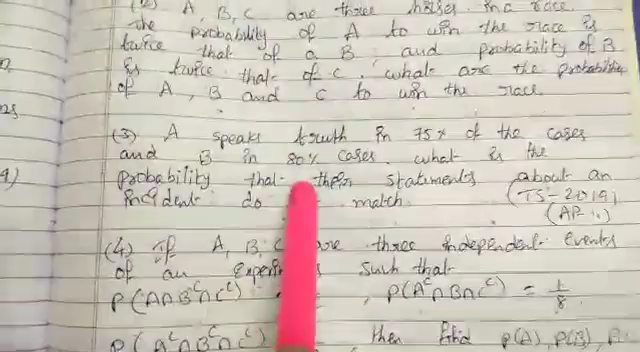 (2) A, B, C are three horses in a race.
the probability of A to win the race is
twice that of a B. and probability of B
is twice that of C. what are the probability
of A, B and C to win the race
(3) A speaks truth in 75% of the cases
and B in 80% cases. what is the
probability that their statements about an
incident do match. (TS-2019)
(AP..)
(4) if A, B, C are three independent events
of an such that
P(A∩B^c∩C^c) , P(A^c∩B∩C^c) = 1/8
P(A^c∩B^c∩C^c) then find P(A), P(B),